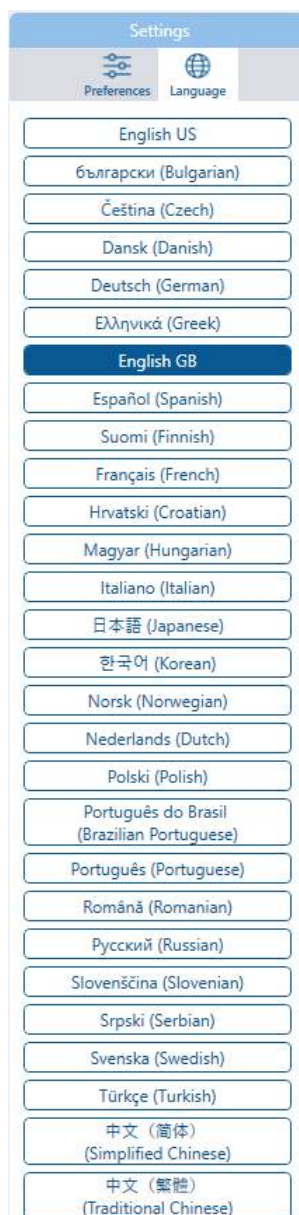 Settings
Preferences Language
English US
български (Bulgarian)
Čeština (Czech)
Dansk (Danish)
Deutsch (German)
Ελληνικά (Greek)
English GB
Español (Spanish)
Suomi (Finnish)
Français (French)
Hrvatski (Croatian)
Magyar (Hungarian)
Italiano (Italian)
日本語 (Japanese)
한국어 (Korean)
Norsk (Norwegian)
Nederlands (Dutch)
Polski (Polish)
Português do Brasil
(Brazilian Portuguese)
Português (Portuguese)
Română (Romanian)
Русский (Russian)
Slovenščina (Slovenian)
Srpski (Serbian)
Svenska (Swedish)
Türkçe (Turkish)
中文（简体）
(Simplified Chinese)
中文（繁體）
(Traditional Chinese)